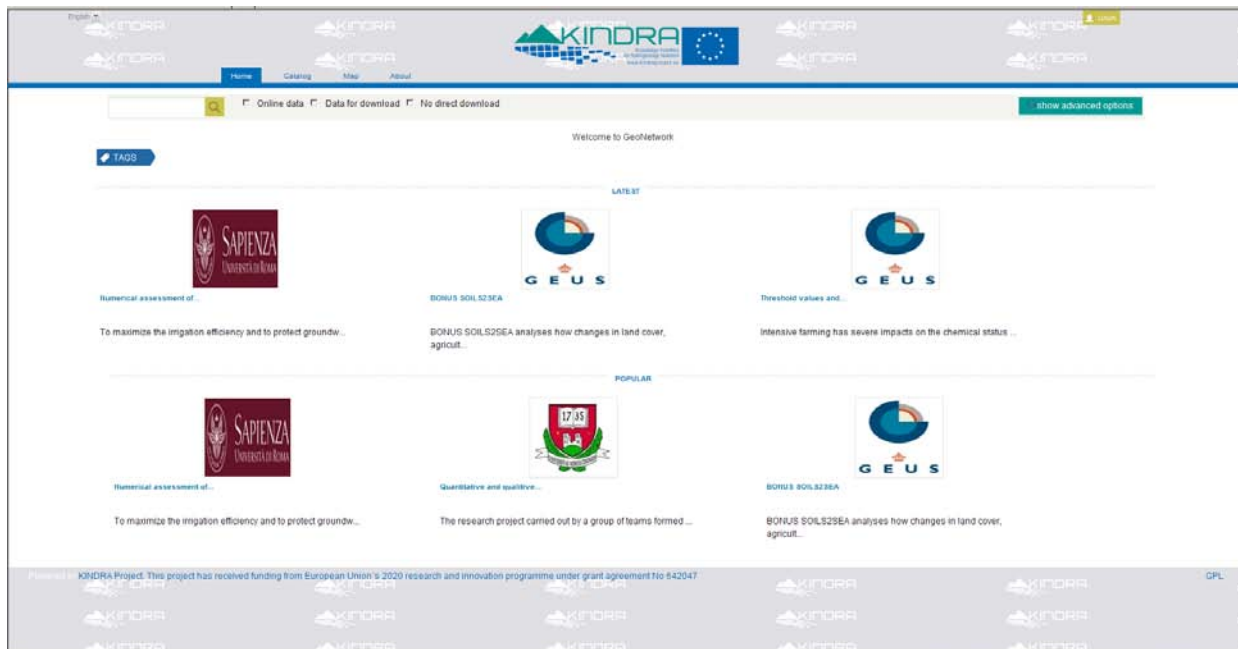 English
Login
KINDRA
Home Catalog Map About
Online data Data for download No direct download
show advanced options
Welcome to GeoNetwork
TAGS
LATEST
SAPIENZA
UNIVERSITÀ DI ROMA
GEUS
GEUS
Numerical assessment of...
BONUS SOILS2SEA
Threshold values and...
To maximize the irrigation efficiency and to protect groundw...
BONUS SOILS2SEA analyses how changes in land cover,
agricult...
Intensive farming has severe impacts on the chemical status ...
POPULAR
SAPIENZA
UNIVERSITÀ DI ROMA
17 35
GEUS
Numerical assessment of...
Quantitative and qualitive...
BONUS SOILS2SEA
To maximize the irrigation efficiency and to protect groundw...
The research project carried out by a group of teams formed ...
BONUS SOILS2SEA analyses how changes in land cover,
agricult...
Powered by KINDRA Project. This project has received funding from European Union's 2020 research and innovation programme under grant agreement No 642047
GPL